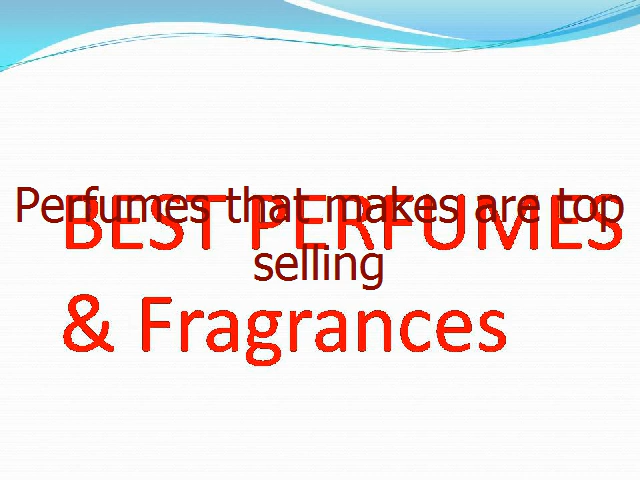 Perfumes that makes are top
selling
BEST PERFUMES
& Fragrances